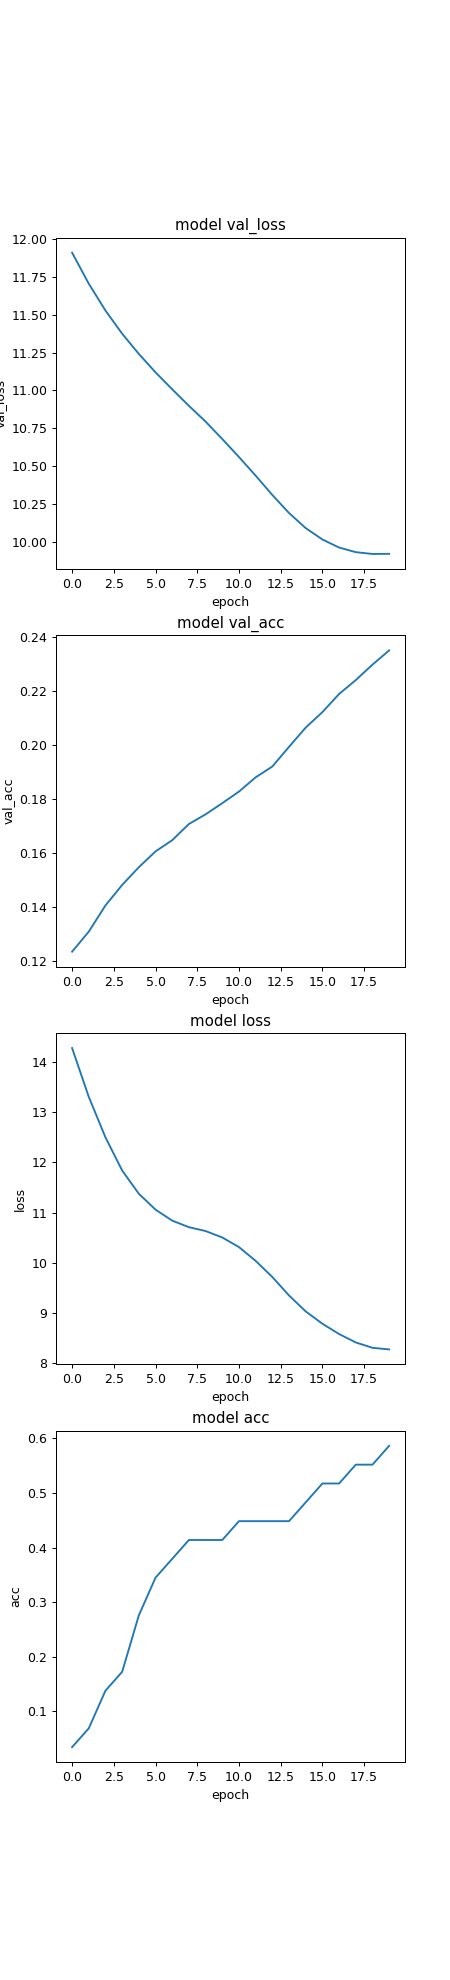 model val_loss
val_loss
12.00
11.75
11.50
11.25
11.00
10.75
10.50
10.25
10.00
0.0 2.5 5.0 7.5 10.0 12.5 15.0 17.5
epoch
model val_acc
val_acc
0.24
0.22
0.20
0.18
0.16
0.14
0.12
0.0 2.5 5.0 7.5 10.0 12.5 15.0 17.5
epoch
model loss
loss
14
13
12
11
10
9
8
0.0 2.5 5.0 7.5 10.0 12.5 15.0 17.5
epoch
model acc
acc
0.6
0.5
0.4
0.3
0.2
0.1
0.0 2.5 5.0 7.5 10.0 12.5 15.0 17.5
epoch